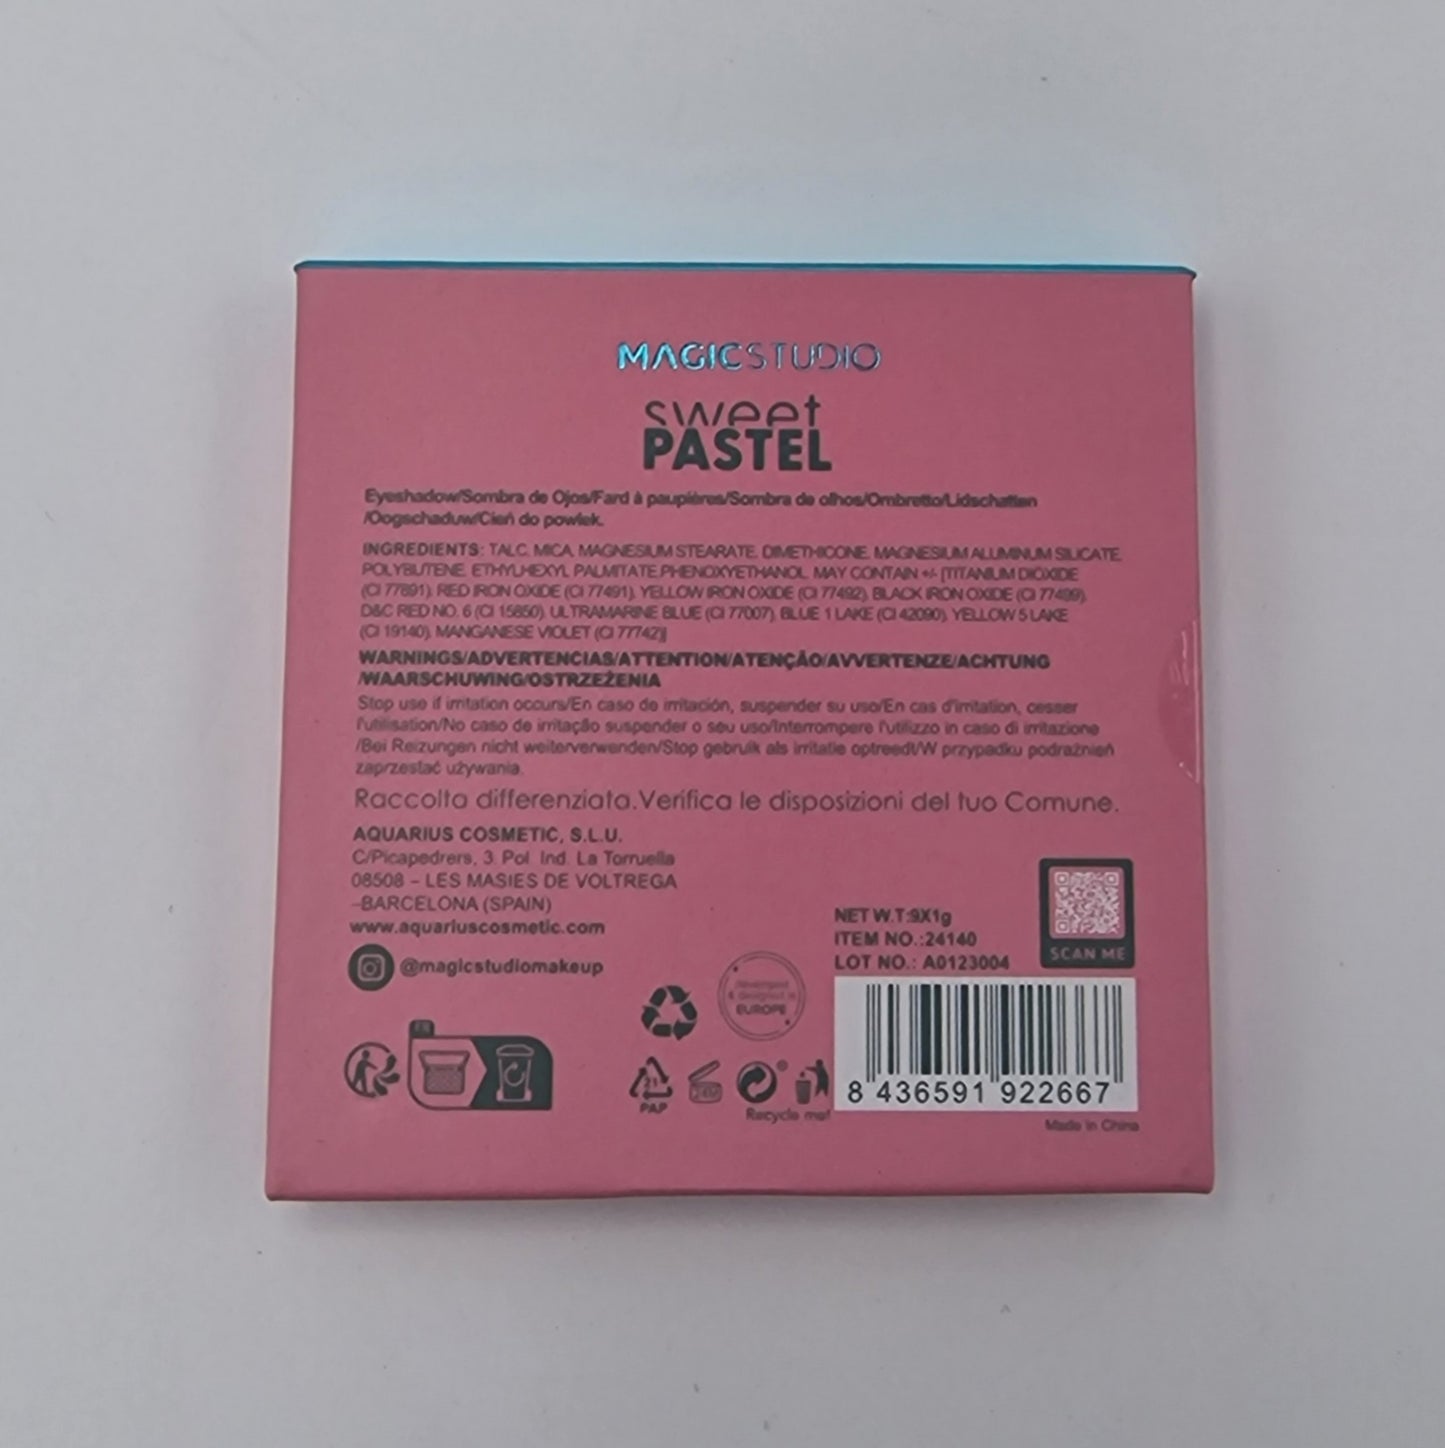 MAGICSTUDIO
sweet
PASTEL
Eyeshadow/Sombra de Ojos/Fard à paupières/Sombra de olhos/Ombretto/Lidschatten
/Oogschaduw/Cień do powiek.
INGREDIENTS: TALC, MICA, MAGNESIUM STEARATE, DIMETHICONE, MAGNESIUM ALUMINUM SILICATE,
POLYBUTENE, ETHYLHEXYL PALMITATE,PHENOXYETHANOL, MAY CONTAIN +/- [TITANIUM DIOXIDE
(CI 77891), RED IRON OXIDE (CI 77491), YELLOW IRON OXIDE (CI 77492), BLACK IRON OXIDE (CI 77499),
D&C RED NO. 6 (CI 15850), ULTRAMARINE BLUE (CI 77007), BLUE 1 LAKE (CI 42090), YELLOW 5 LAKE
(CI 19140), MANGANESE VIOLET (CI 77742)]
WARNINGS/ADVERTENCIAS/ATTENTION/ATENÇÃO/AVVERTENZE/ACHTUNG
/WAARSCHUWING/OSTRZEŻENIA
Stop use if irritation occurs/En caso de irritación, suspender su uso/En cas d'irritation, cesser
l'utilisation/No caso de irritação suspender o seu uso/Interrompere l'utilizzo in caso di irritazione
/Bei Reizungen nicht weiterverwenden/Stop gebruik als irritatie optreedt/W przypadku podrażnień
zaprzestać używania.
Raccolta differenziata.Verifica le disposizioni del tuo Comune.
AQUARIUS COSMETIC, S.L.U.
C/Picapedrers, 3. Pol. Ind. La Torruella
08508 - LES MASIES DE VOLTREGA
-BARCELONA (SPAIN)
www.aquariuscosmetic.com
@magicstudiomakeup
NET W.T:9X1g
ITEM NO.:24140
LOT NO.: A0123004
SCAN ME
& designed in
EUROPE
21
PAP
24M
Recycle me!
8 436591 922667
Made in China